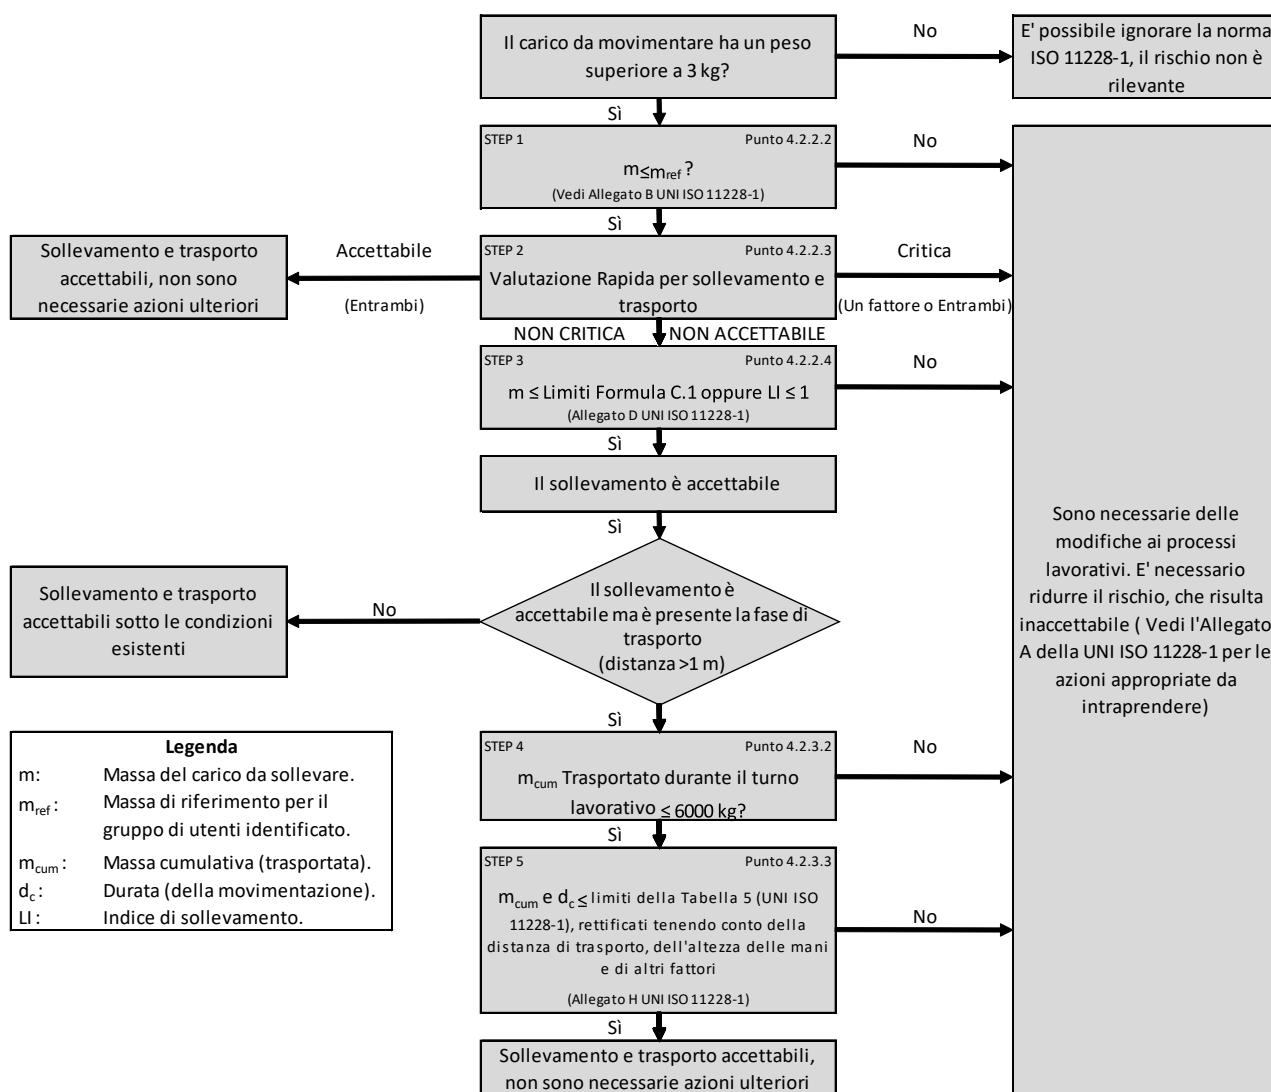 Il carico da movimentare ha un peso
superiore a 3 kg?
No
E' possibile ignorare la norma
ISO 11228-1, il rischio non è
rilevante
Sì
STEP 1 Punto 4.2.2.2
m≤mref ?
(Vedi Allegato B UNI ISO 11228-1)
No
Sì
Sollevamento e trasporto
accettabili, non sono
necessarie azioni ulteriori
Accettabile
(Entrambi)
STEP 2 Punto 4.2.2.3
Valutazione Rapida per sollevamento e
trasporto
Critica
(Un fattore o Entrambi)
NON CRITICA NON ACCETTABILE
STEP 3 Punto 4.2.2.4
m ≤ Limiti Formula C.1 oppure LI ≤ 1
(Allegato D UNI ISO 11228-1)
No
Sì
Il sollevamento è accettabile
Sì
Il sollevamento è
accettabile ma è presente la fase di
trasporto
(distanza >1 m)
No
Sollevamento e trasporto
accettabili sotto le condizioni
esistenti
Sono necessarie delle
modifiche ai processi
lavorativi. E' necessario
ridurre il rischio, che risulta
inaccettabile ( Vedi l'Allegato
A della UNI ISO 11228-1 per le
azioni appropriate da
intraprendere)
Sì
STEP 4 Punto 4.2.3.2
mcum Trasportato durante il turno
lavorativo ≤ 6000 kg?
No
Sì
STEP 5 Punto 4.2.3.3
mcum e dc ≤ limiti della Tabella 5 (UNI ISO
11228-1), rettificati tenendo conto della
distanza di trasporto, dell'altezza delle mani
e di altri fattori
(Allegato H UNI ISO 11228-1)
No
Sì
Sollevamento e trasporto accettabili,
non sono necessarie azioni ulteriori
Legenda
m: Massa del carico da sollevare.
mref : Massa di riferimento per il
gruppo di utenti identificato.
mcum : Massa cumulativa (trasportata).
dc : Durata (della movimentazione).
LI : Indice di sollevamento.